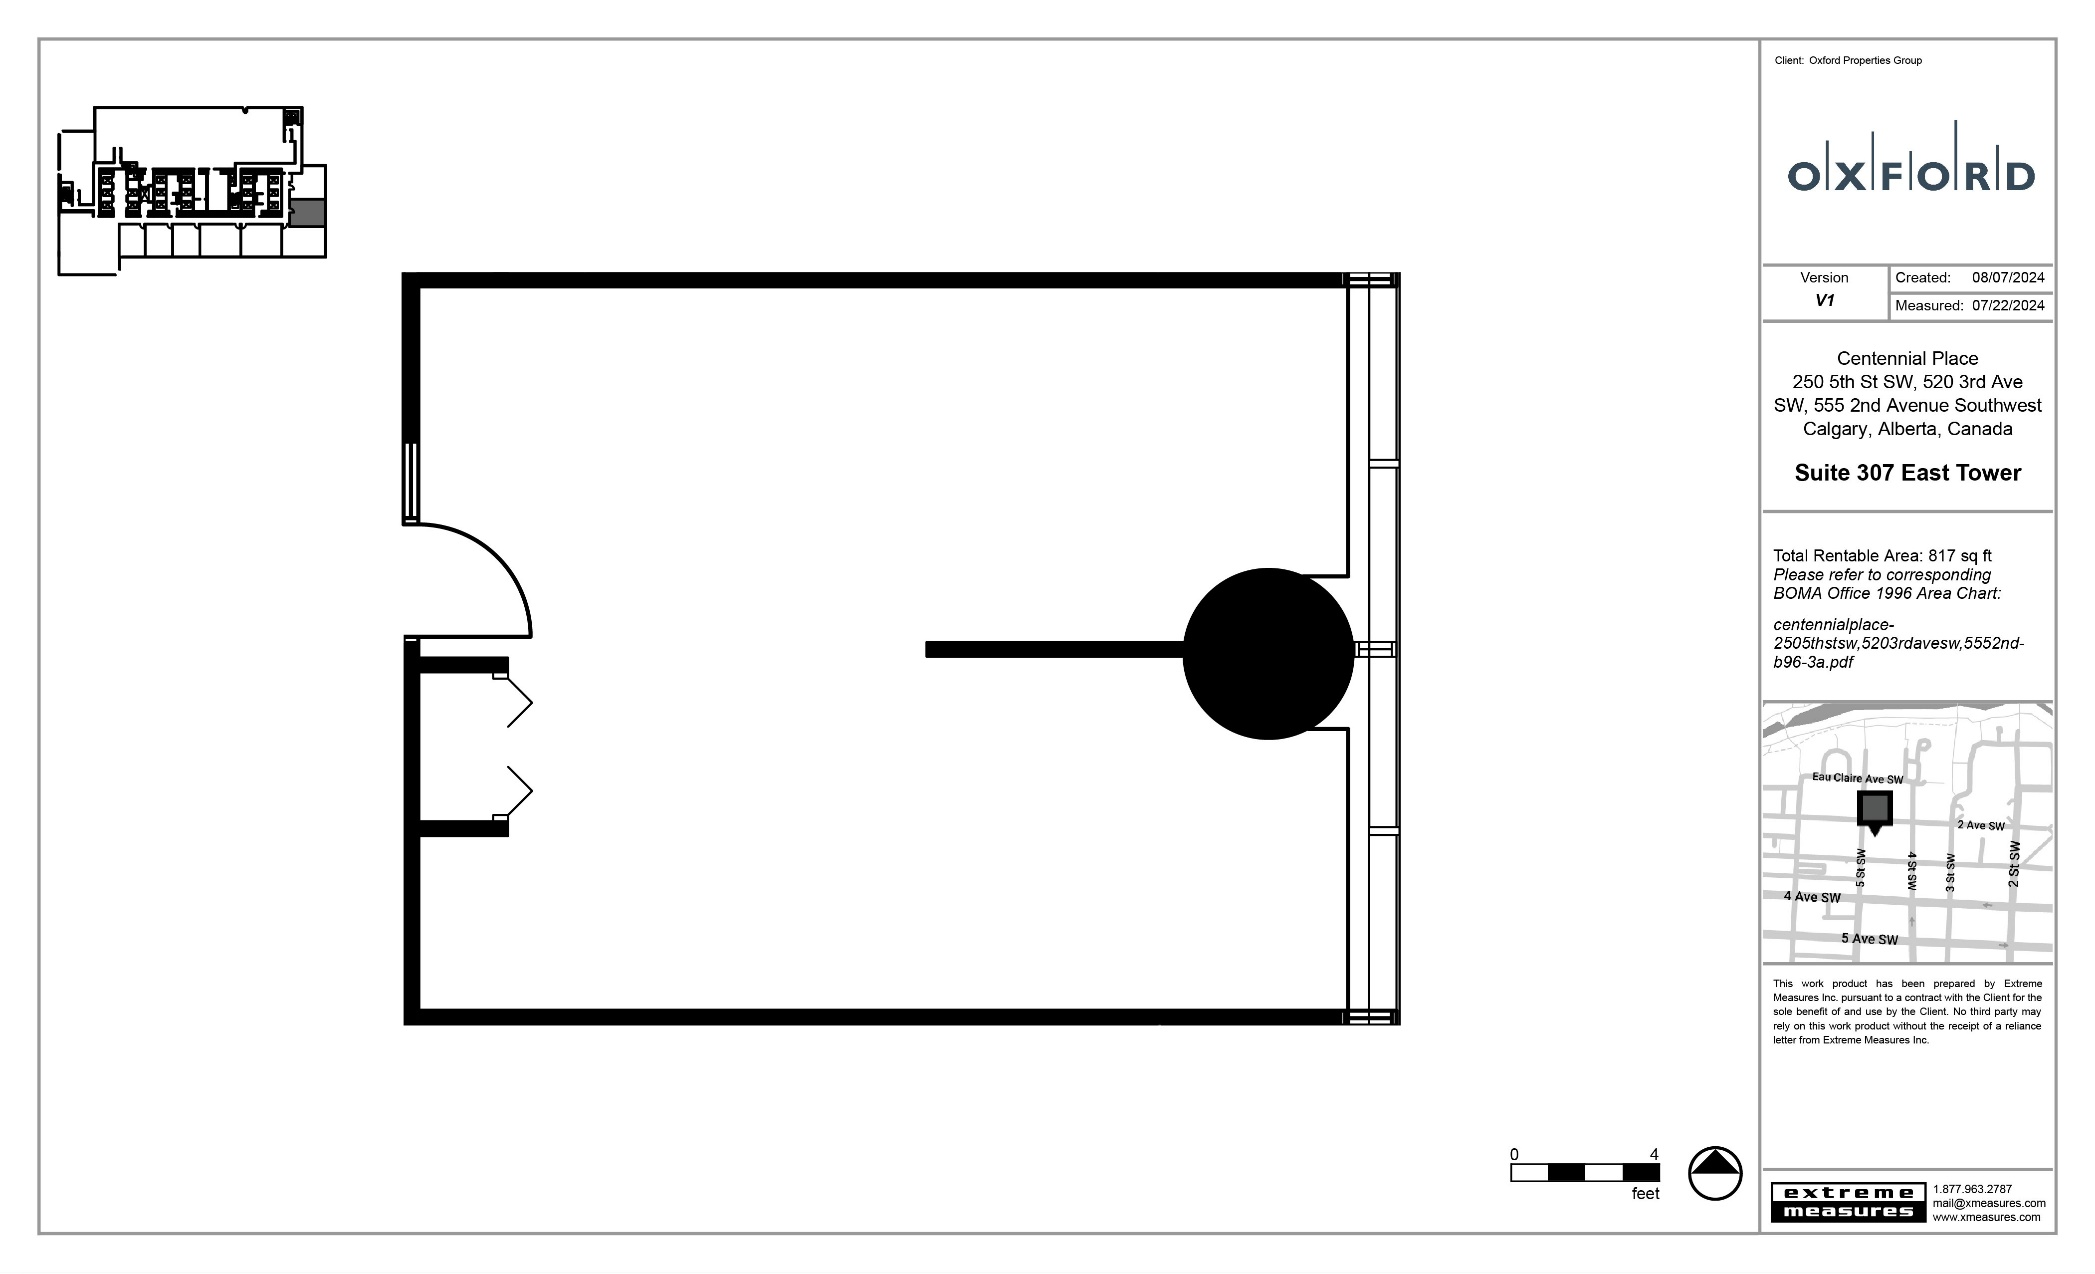 Client: Oxford Properties Group
OXFORD
Version
V1
Created: 08/07/2024
Measured: 07/22/2024
Centennial Place
250 5th St SW, 520 3rd Ave
SW, 555 2nd Avenue Southwest
Calgary, Alberta, Canada
Suite 307 East Tower
Total Rentable Area: 817 sq ft
Please refer to corresponding
BOMA Office 1996 Area Chart:
centennialplace-
2505thstsw,5203rdavesw,5552nd-
b96-3a.pdf
Eau Claire Ave SW
2 Ave SW
5 St SW
4 St SW
3 St SW
2 St SW
4 Ave SW
5 Ave SW
This work product has been prepared by Extreme
Measures Inc. pursuant to a contract with the Client for the
sole benefit of and use by the Client. No third party may
rely on this work product without the receipt of a reliance
letter from Extreme Measures Inc.
0 4
feet
extreme
measures
1.877.963.2787
mail@xmeasures.com
www.xmeasures.com